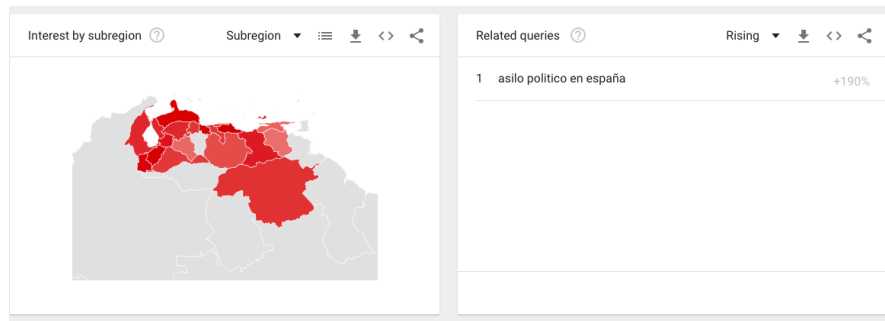 Interest by subregion ? Subregion
Related queries ? Rising
1 asilo politico en españa +190%